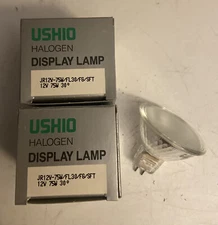 USHIO
HALOGEN
DISPLAY LAMP
JR12V-75W/FL30/FG/SFT
12V 75W 30°
USHIO
HALOGEN
DISPLAY LAMP
JR12V-75W/FL30/FG/SFT
12V 75W 30°